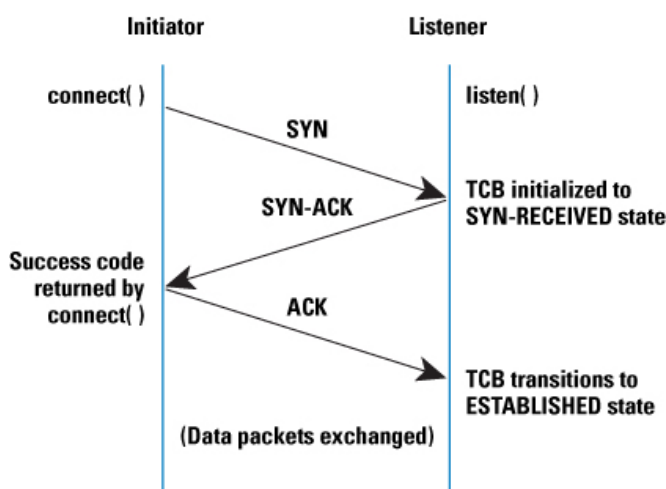 Initiator
Listener
connect( )
listen( )
SYN
TCB initialized to
SYN-RECEIVED state
SYN-ACK
Success code
returned by
connect( )
ACK
TCB transitions to
ESTABLISHED state
(Data packets exchanged)